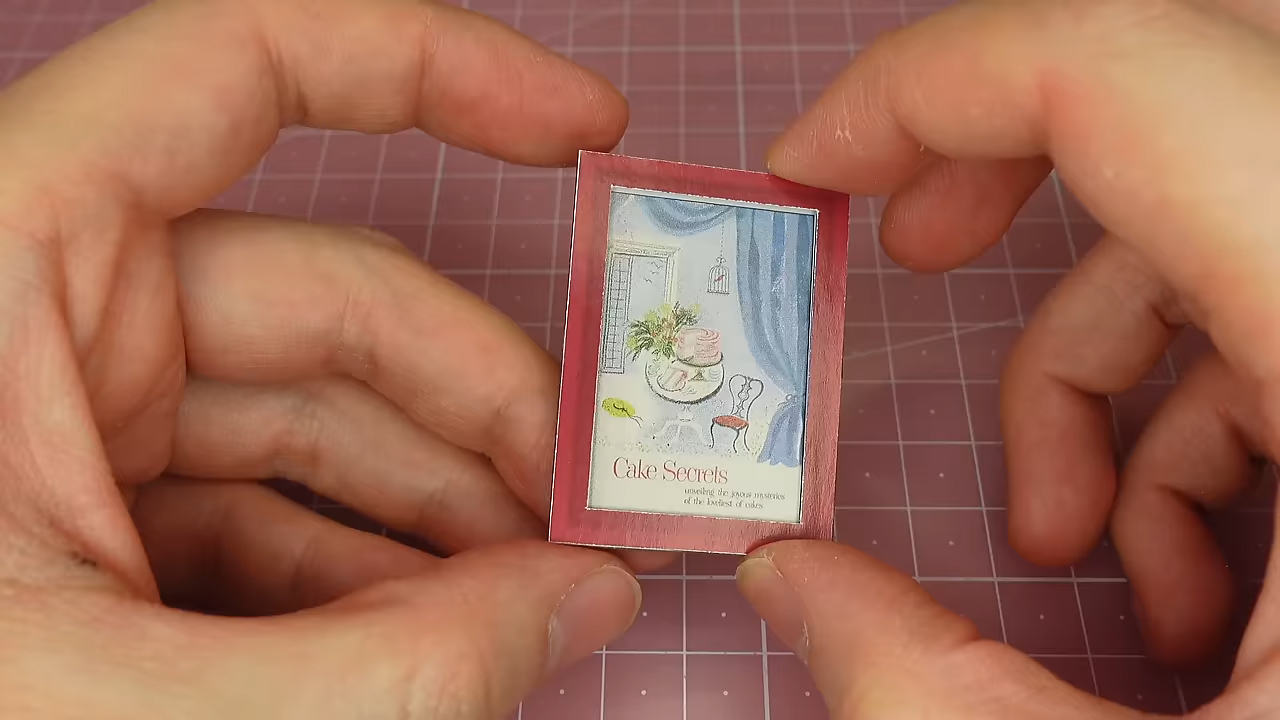 Cake Secrets
unveiling the joyous mysteries
of the loveliest of cakes